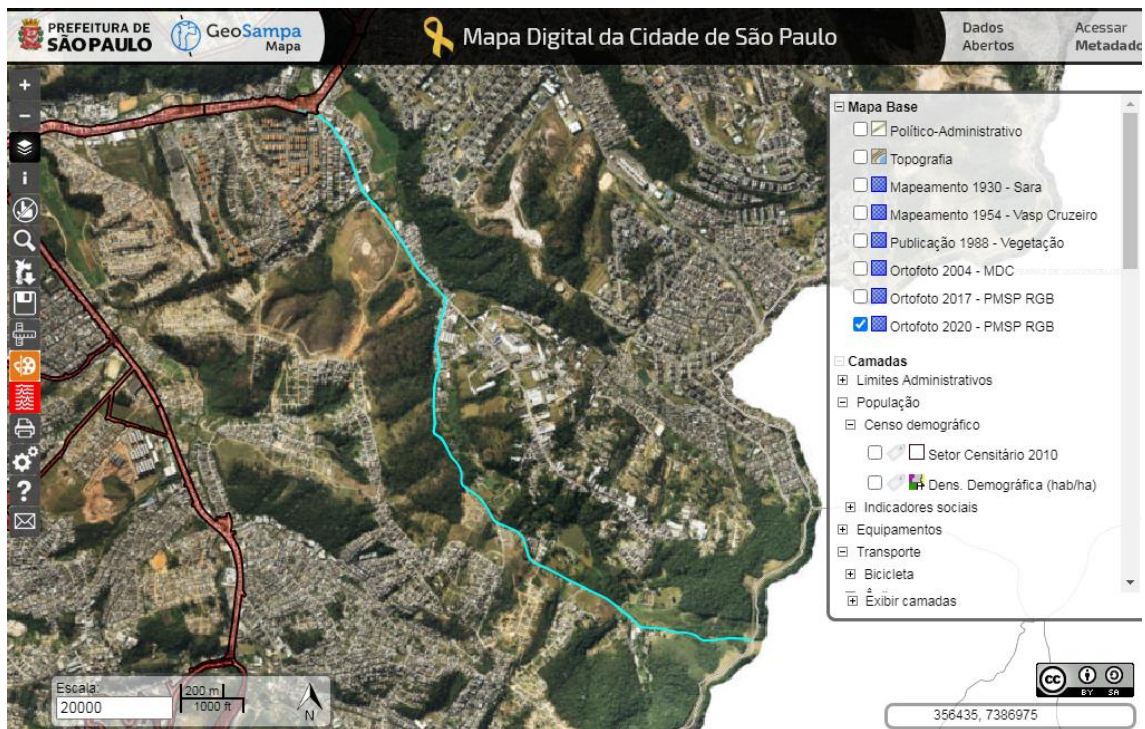 PREFEITURA DE
SÃO PAULO
GeoSampa
Mapa
Mapa Digital da Cidade de São Paulo
Dados
Abertos
Acessar
Metadado
+
−
i
?
Mapa Base
Político-Administrativo
Topografia
Mapeamento 1930 - Sara
Mapeamento 1954 - Vasp Cruzeiro
Publicação 1988 - Vegetação
Ortofoto 2004 - MDC
Ortofoto 2017 - PMSP RGB
Ortofoto 2020 - PMSP RGB
Camadas
Limites Administrativos
População
Censo demográfico
Setor Censitário 2010
Dens. Demográfica (hab/ha)
Indicadores sociais
Equipamentos
Transporte
Bicicleta
Exibir camadas
Escala:
20000
200 m
1000 ft
N
cc
BY SA
356435, 7386975